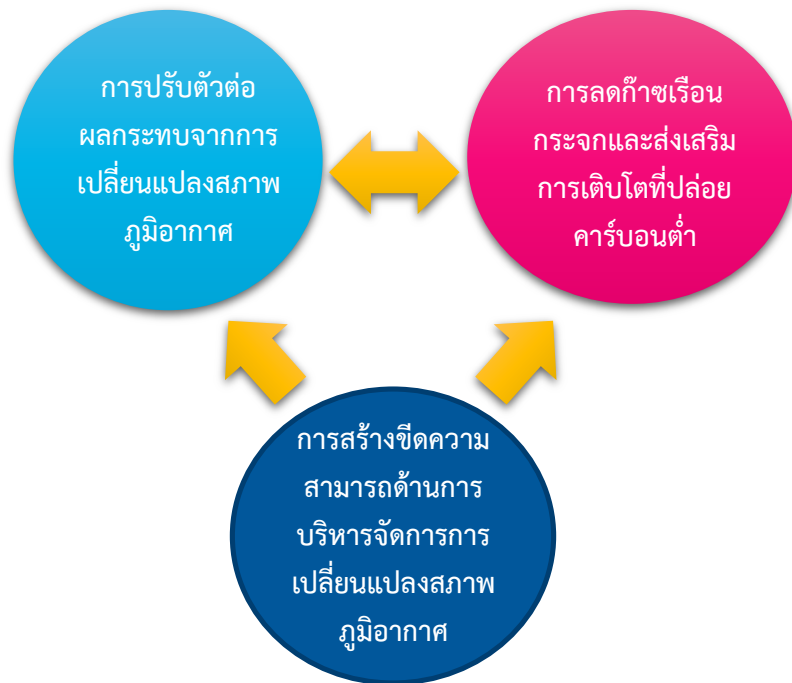 การปรับตัวต่อ
ผลกระทบจากการ
เปลี่ยนแปลงสภาพ
ภูมิอากาศ
การลดก๊าซเรือน
กระจกและส่งเสริม
การเติบโตที่ปล่อย
คาร์บอนต่ำ
การสร้างขีดความ
สามารถด้านการ
บริหารจัดการการ
เปลี่ยนแปลงสภาพ
ภูมิอากาศ